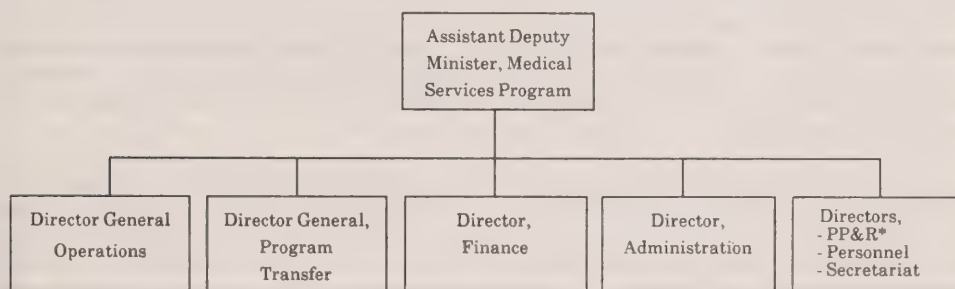 Assistant Deputy
Minister, Medical
Services Program
Director General
Operations
Director General,
Program
Transfer
Director,
Finance
Director,
Administration
Directors,
- PP&R*
- Personnel
- Secretariat